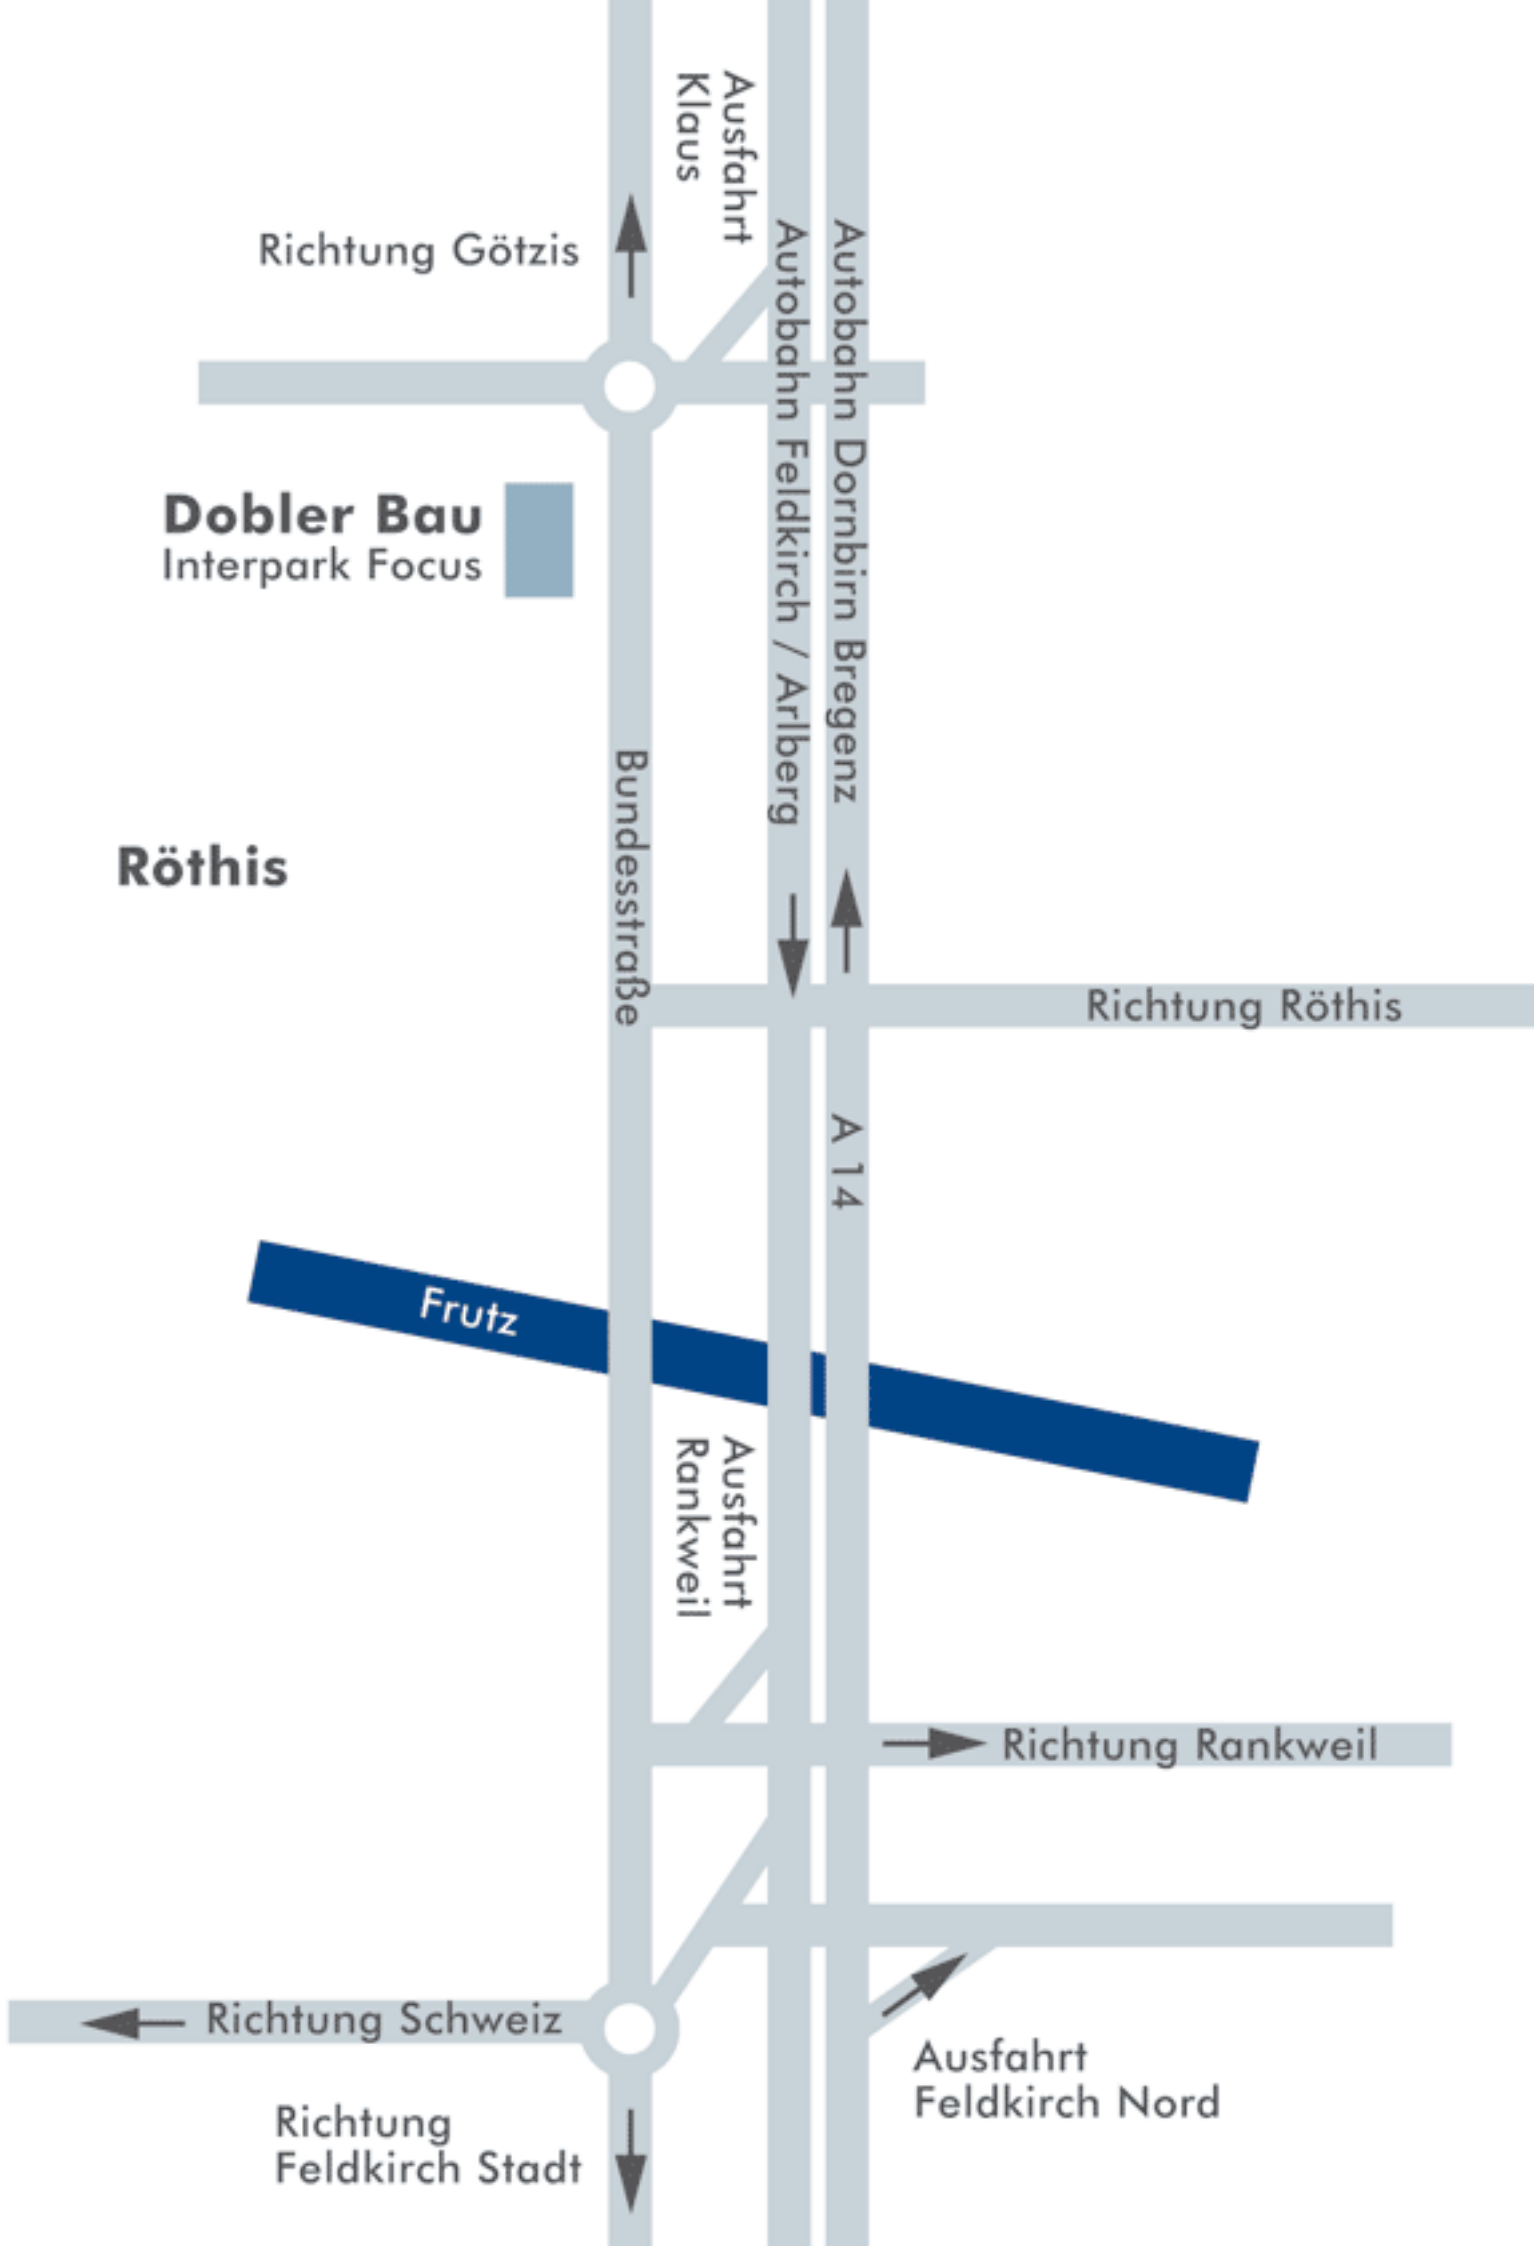 Ausfahrt
Klaus
Richtung Götzis
Autobahn Feldkirch / Arlberg
Autobahn Dornbirn Bregenz
Dobler Bau
Interpark Focus
Bundesstraße
Röthis
Richtung Röthis
A 14
Frutz
Ausfahrt
Rankweil
Richtung Rankweil
Richtung Schweiz
Ausfahrt
Feldkirch Nord
Richtung
Feldkirch Stadt